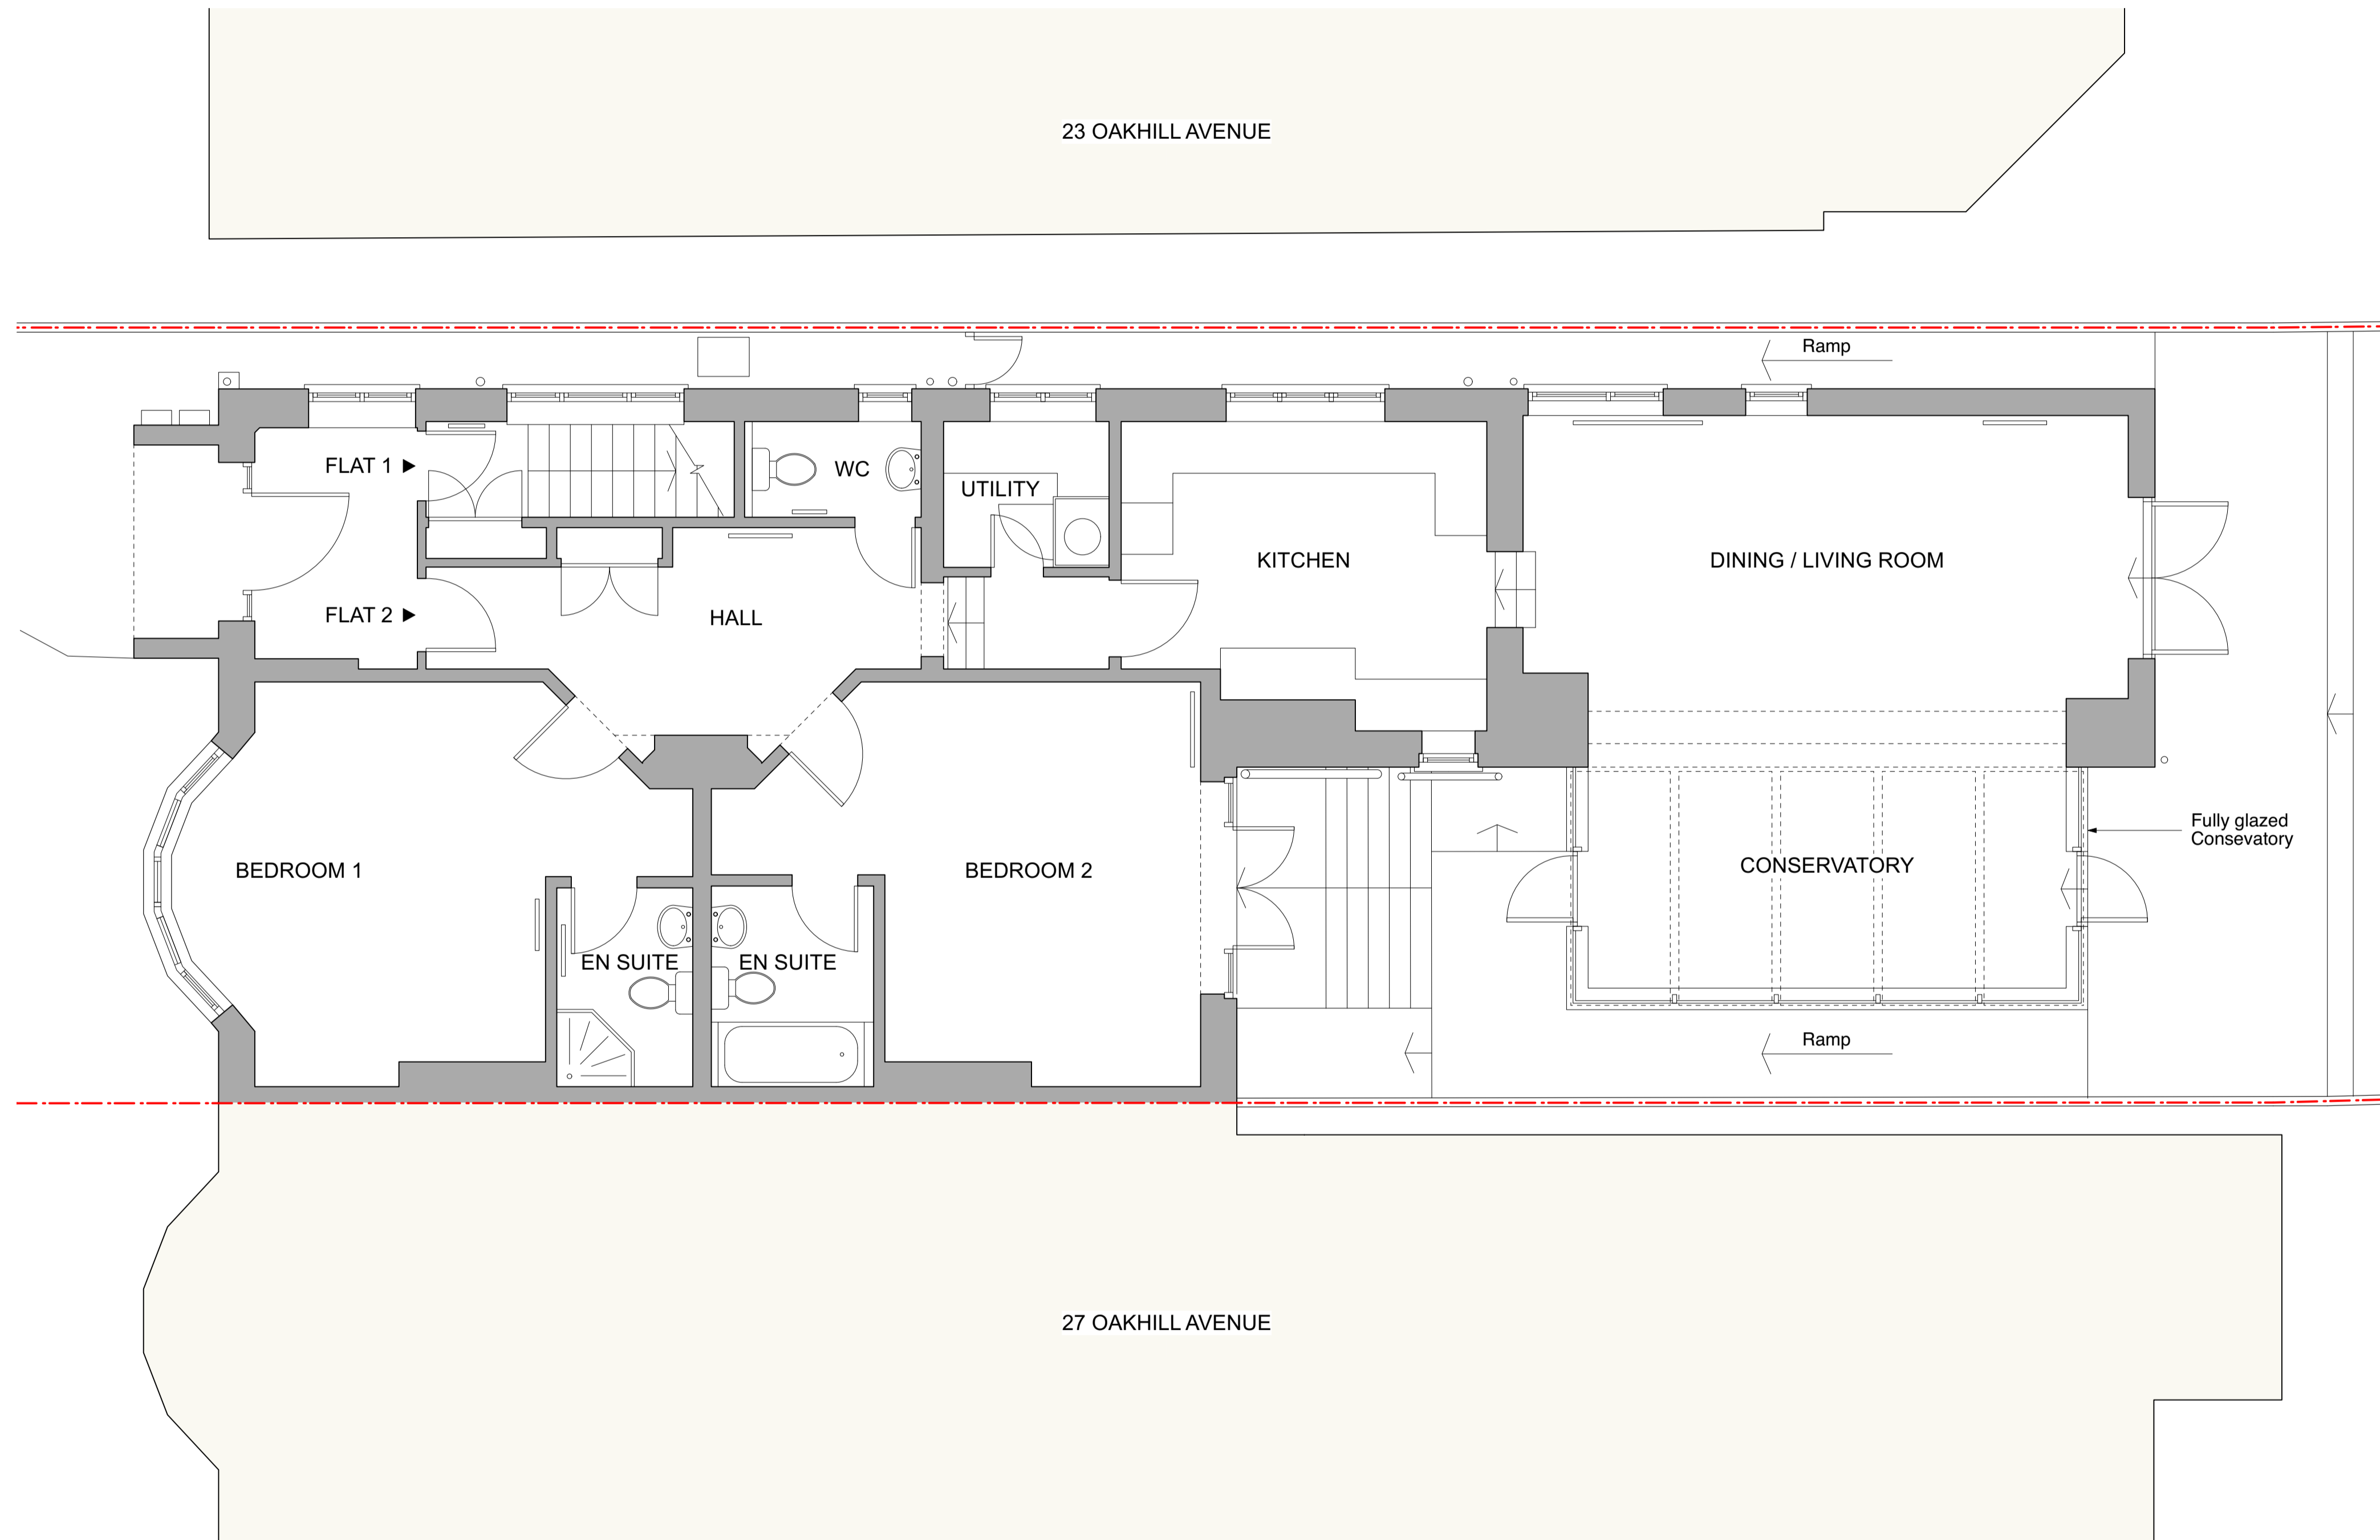 23 OAKHILL AVENUE
Ramp
FLAT 1
WC
UTILITY
KITCHEN
DINING / LIVING ROOM
FLAT 2
HALL
BEDROOM 1
BEDROOM 2
CONSERVATORY
Fully glazed
Consevatory
EN SUITE
EN SUITE
Ramp
27 OAKHILL AVENUE